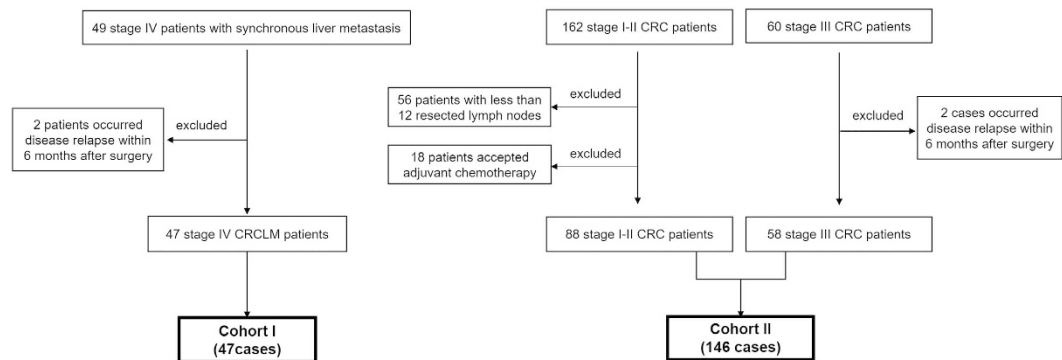 49 stage IV patients with synchronous liver metastasis
162 stage I-II CRC patients
60 stage III CRC patients
excluded
56 patients with less than
12 resected lymph nodes
2 patients occurred
disease relapse within
6 months after surgery
excluded
excluded
2 cases occurred
disease relapse within
6 months after surgery
excluded
18 patients accepted
adjuvant chemotherapy
47 stage IV CRCLM patients
88 stage I-II CRC patients
58 stage III CRC patients
Cohort I
(47cases)
Cohort II
(146 cases)